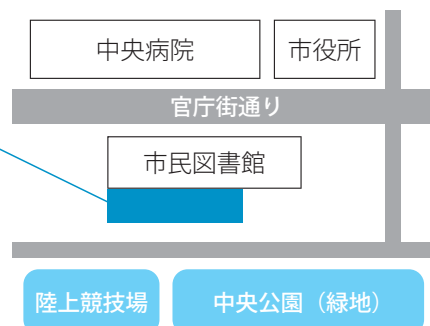 中央病院
市役所
官庁街通り
市民図書館
陸上競技場
中央公園（緑地）